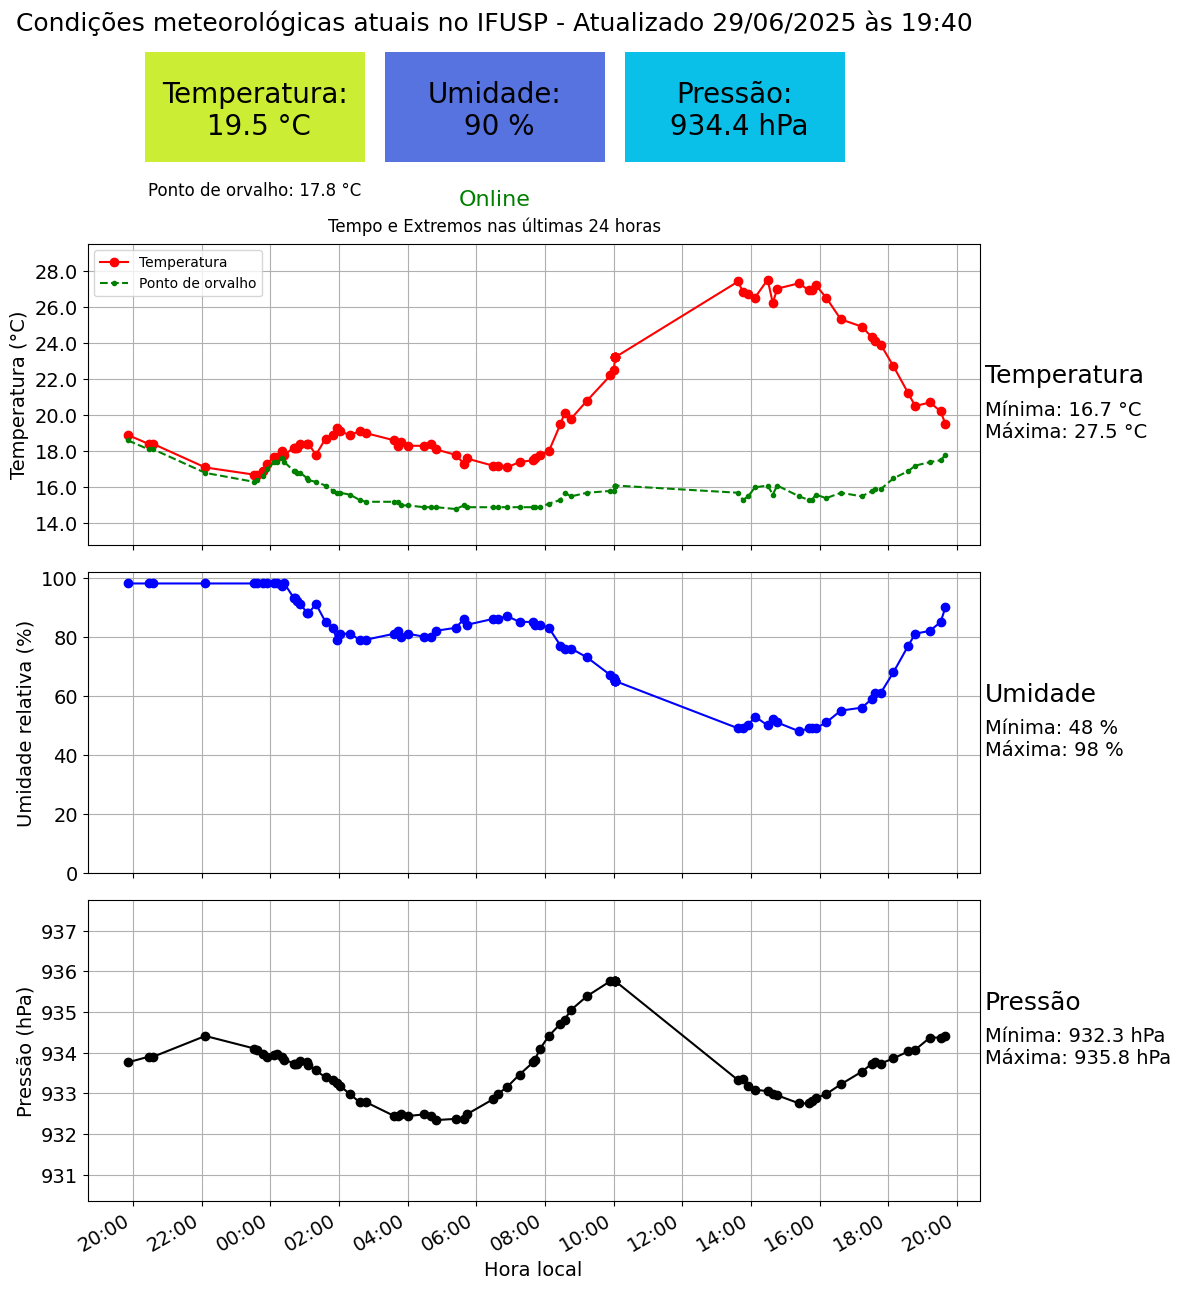 Condições meteorológicas atuais no IFUSP - Atualizado 29/06/2025 às 19:40
Temperatura:
19.5 °C
Umidade:
90 %
Pressão:
934.4 hPa
Ponto de orvalho: 17.8 °C
Online
Tempo e Extremos nas últimas 24 horas
Temperatura
Ponto de orvalho
Temperatura (°C)
28.0
26.0
24.0
22.0
20.0
18.0
16.0
14.0
Temperatura
Mínima: 16.7 °C
Máxima: 27.5 °C
Umidade relativa (%)
100
80
60
40
20
0
Umidade
Mínima: 48 %
Máxima: 98 %
Pressão (hPa)
937
936
935
934
933
932
931
Pressão
Mínima: 932.3 hPa
Máxima: 935.8 hPa
20:00 22:00 00:00 02:00 04:00 06:00 08:00 10:00 12:00 14:00 16:00 18:00 20:00
Hora local